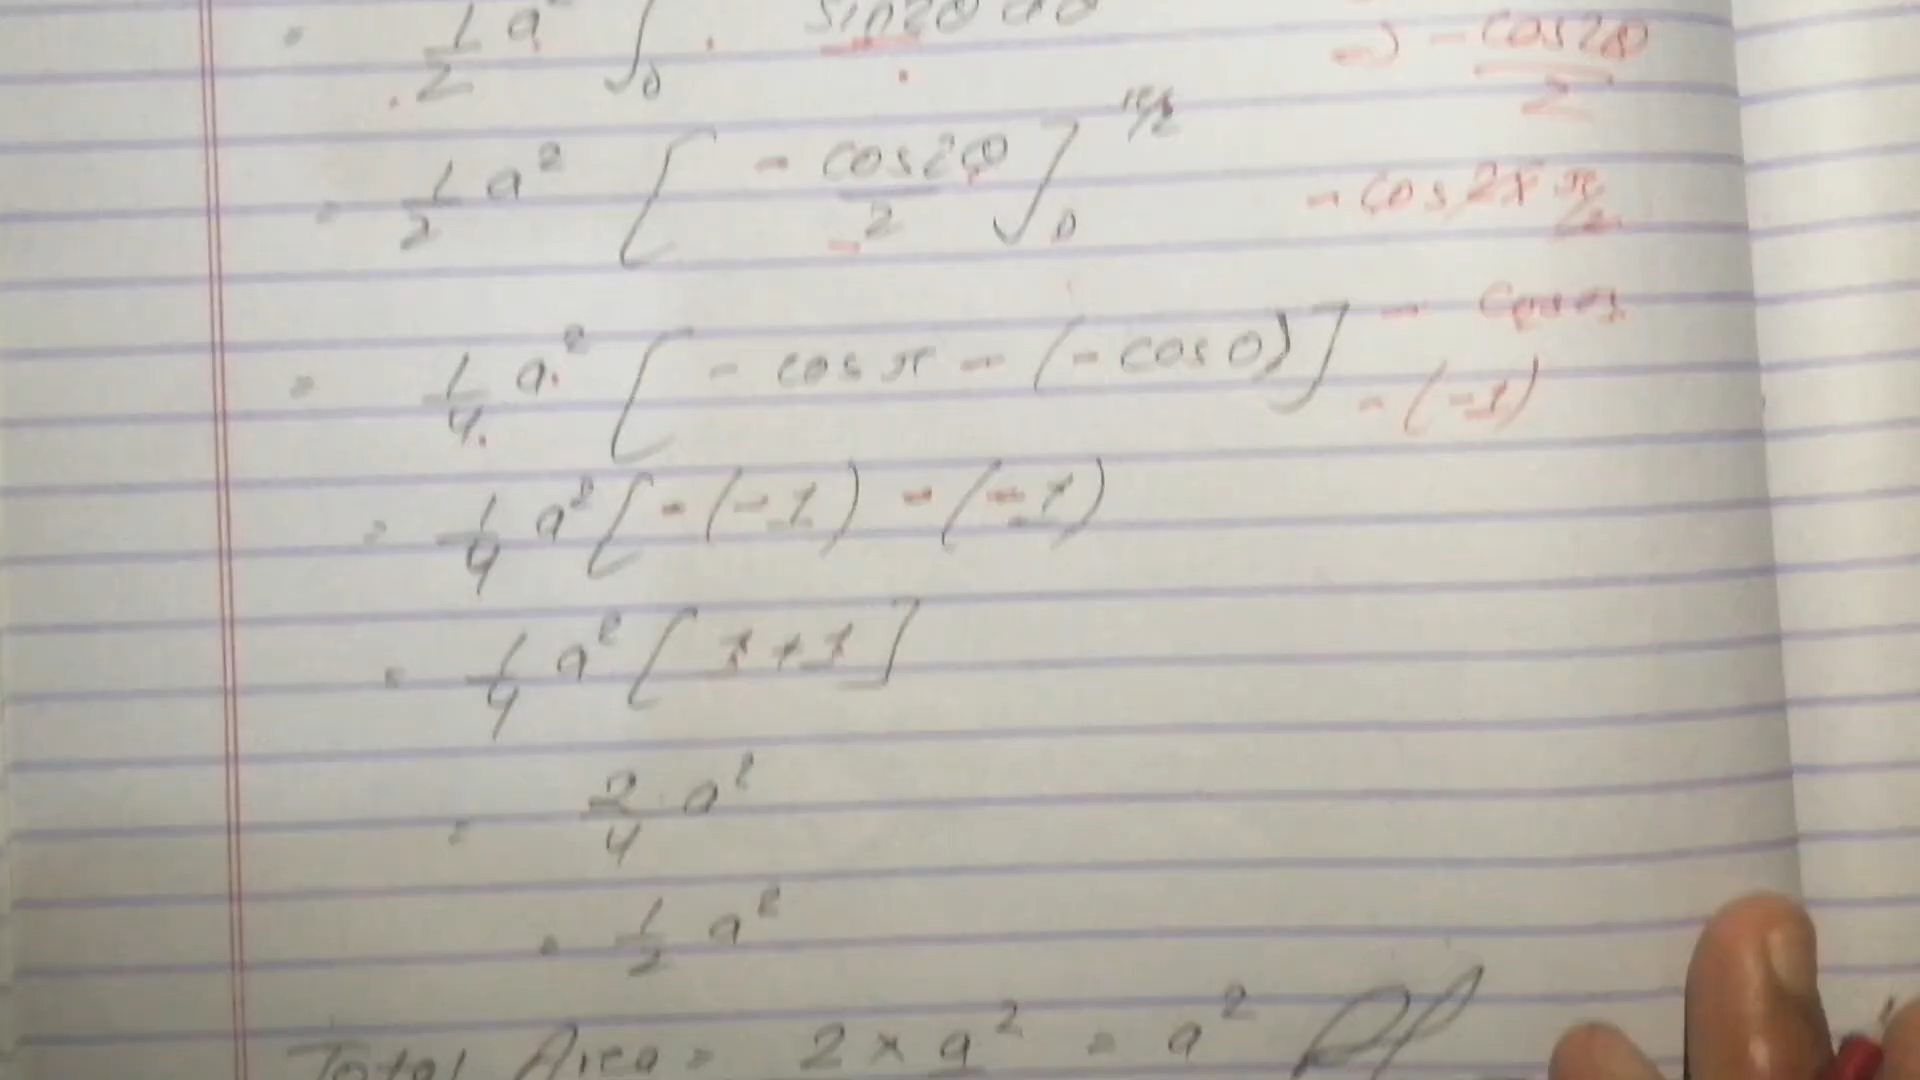 = 1/2 a² ∫₀ sin2θ dθ → - cos2θ/2
= 1/2 a² [ - cos2θ/2 ]₀^π/2 - cos 2 × π/2
= 1/4 a² [ - cos π - (- cos 0) ] - cos π
- (-1)
= 1/4 a² [ - (-1) - (-1)
= 1/4 a² [ 1 + 1 ]
= 2/4 a²
= 1/2 a²
Total Area = 2 × a² = a²